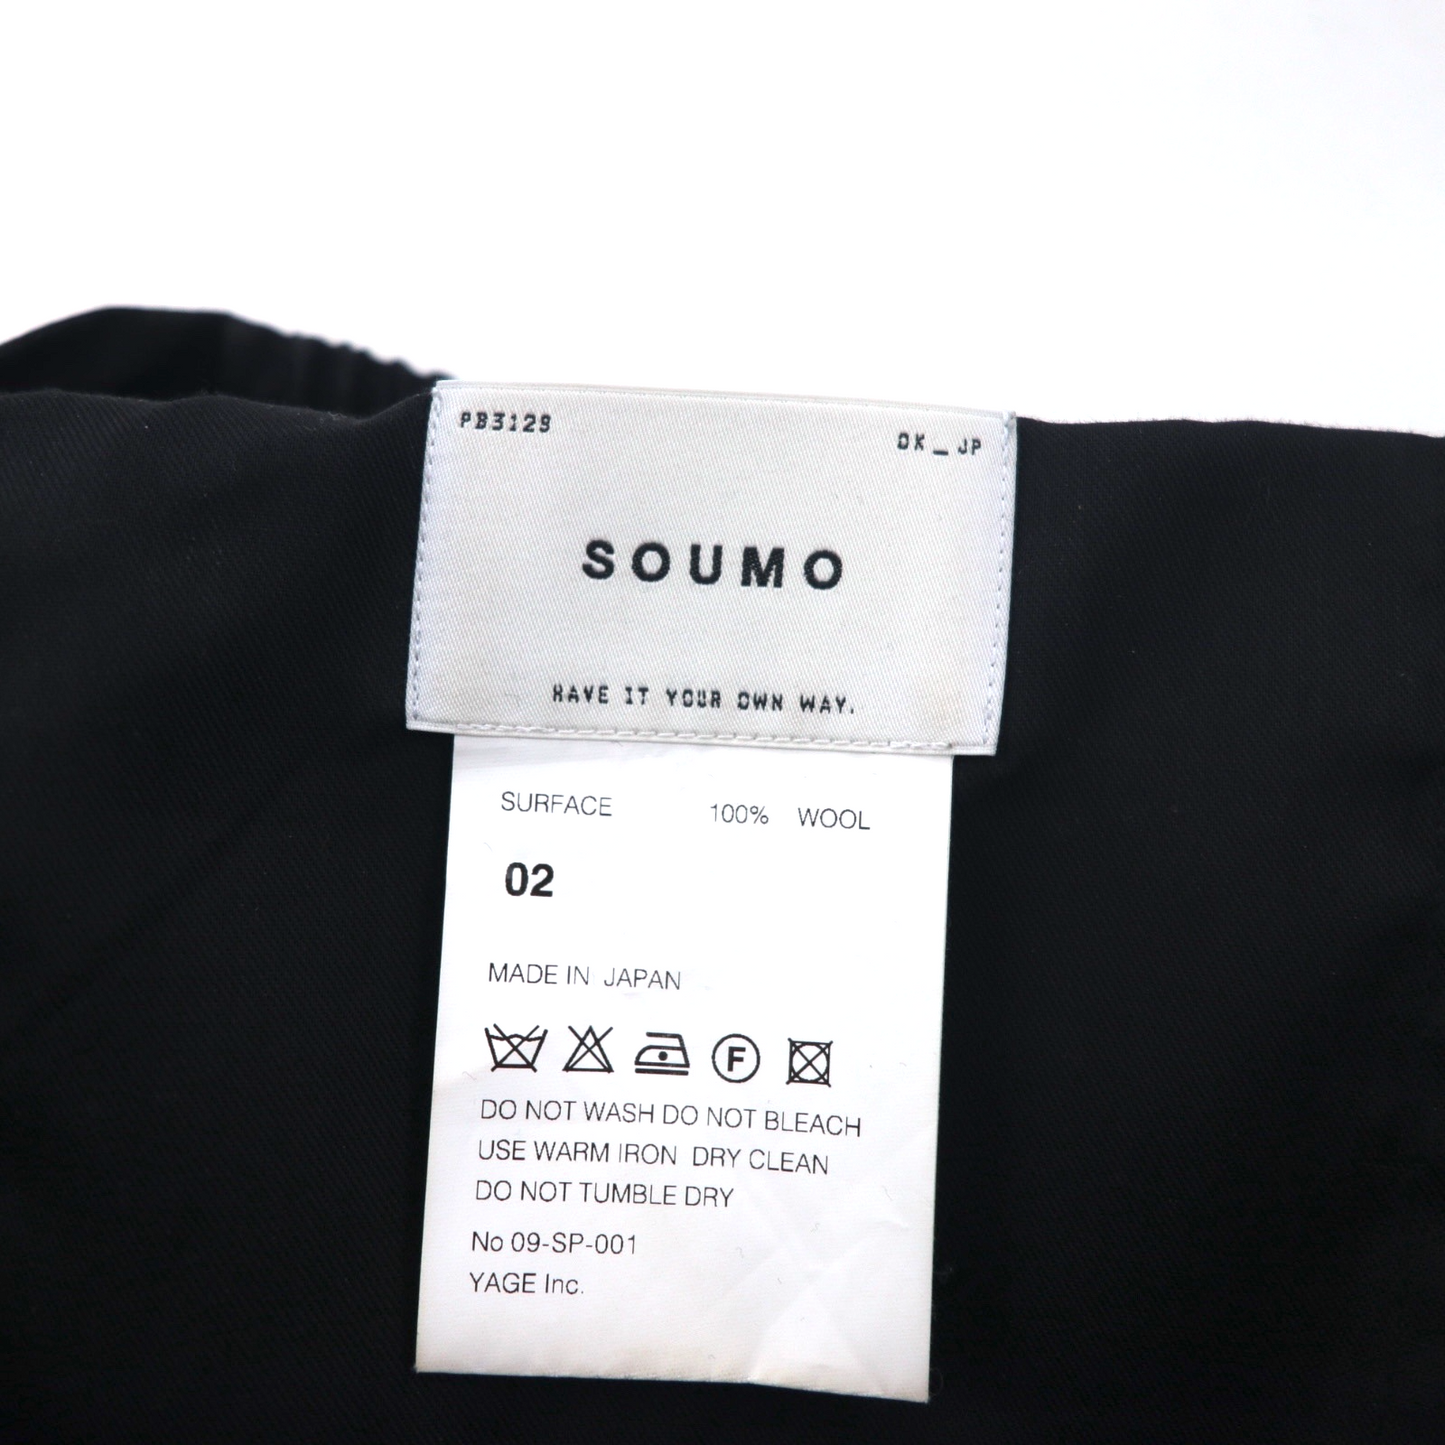 PB3129
OK_JP
SOUMO
HAVE IT YOUR OWN WAY.
SURFACE 100% WOOL
02
MADE IN JAPAN
F
DO NOT WASH DO NOT BLEACH
USE WARM IRON DRY CLEAN
DO NOT TUMBLE DRY
No 09-SP-001
YAGE Inc.